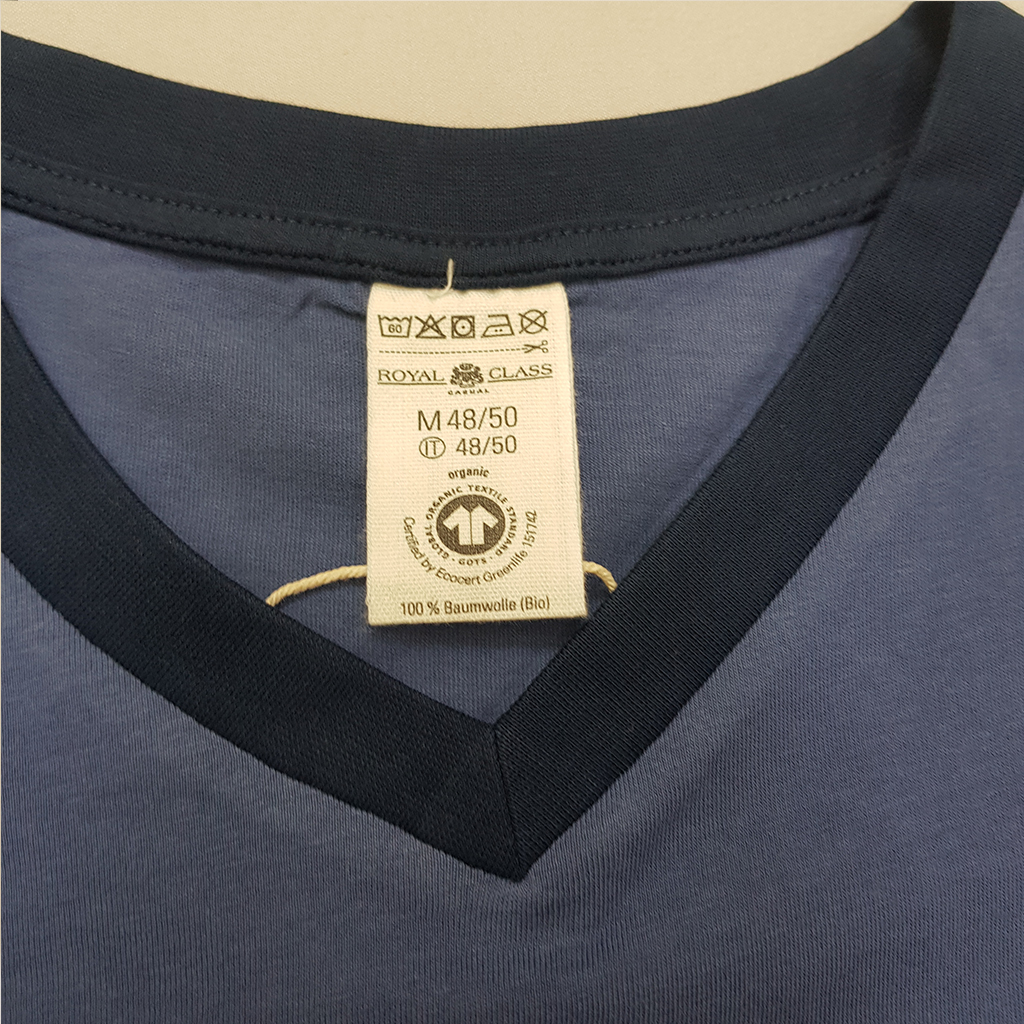 60
ROYAL CLASS
CASUAL
M 48/50
IT 48/50
organic
GLOBAL ORGANIC TEXTILE STANDARD · GOTS ·
Certified by Ecocert Greenlife 151742
100 % Baumwolle (Bio)